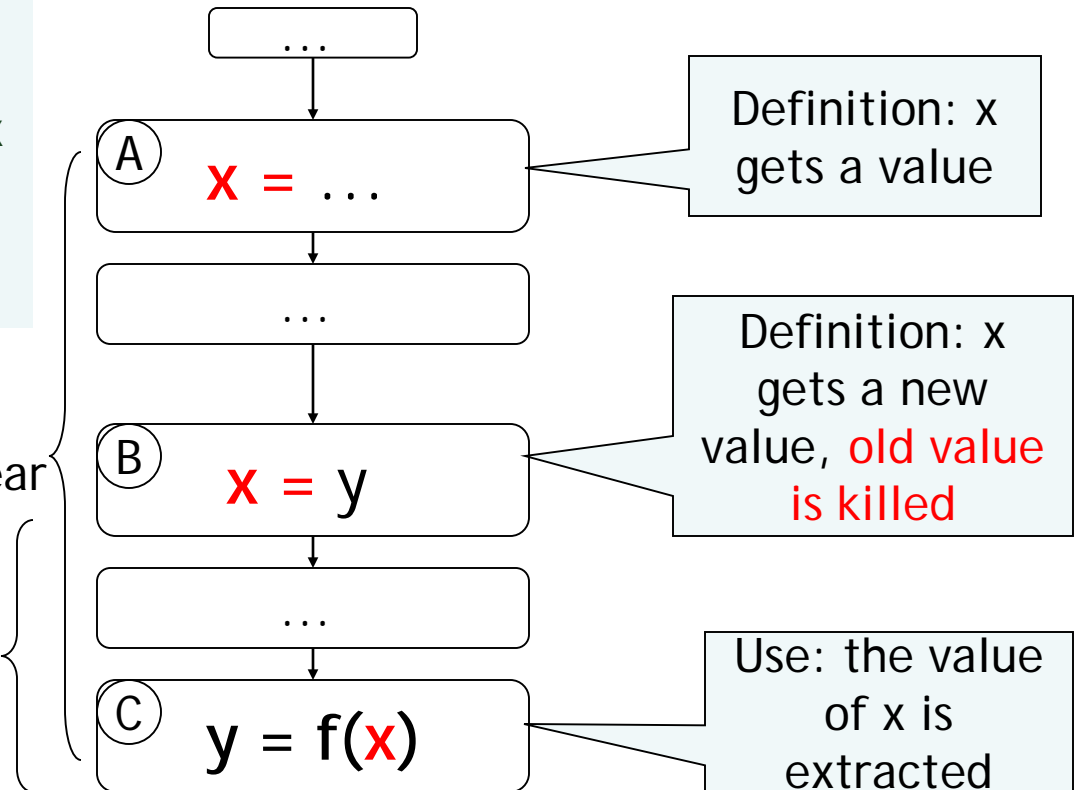 ...
A
x = ...
Definition: x
gets a value
...
Definition: x
gets a new
value, old value
is killed
B
x = y
...
C
y = f(x)
Use: the value
of x is
extracted